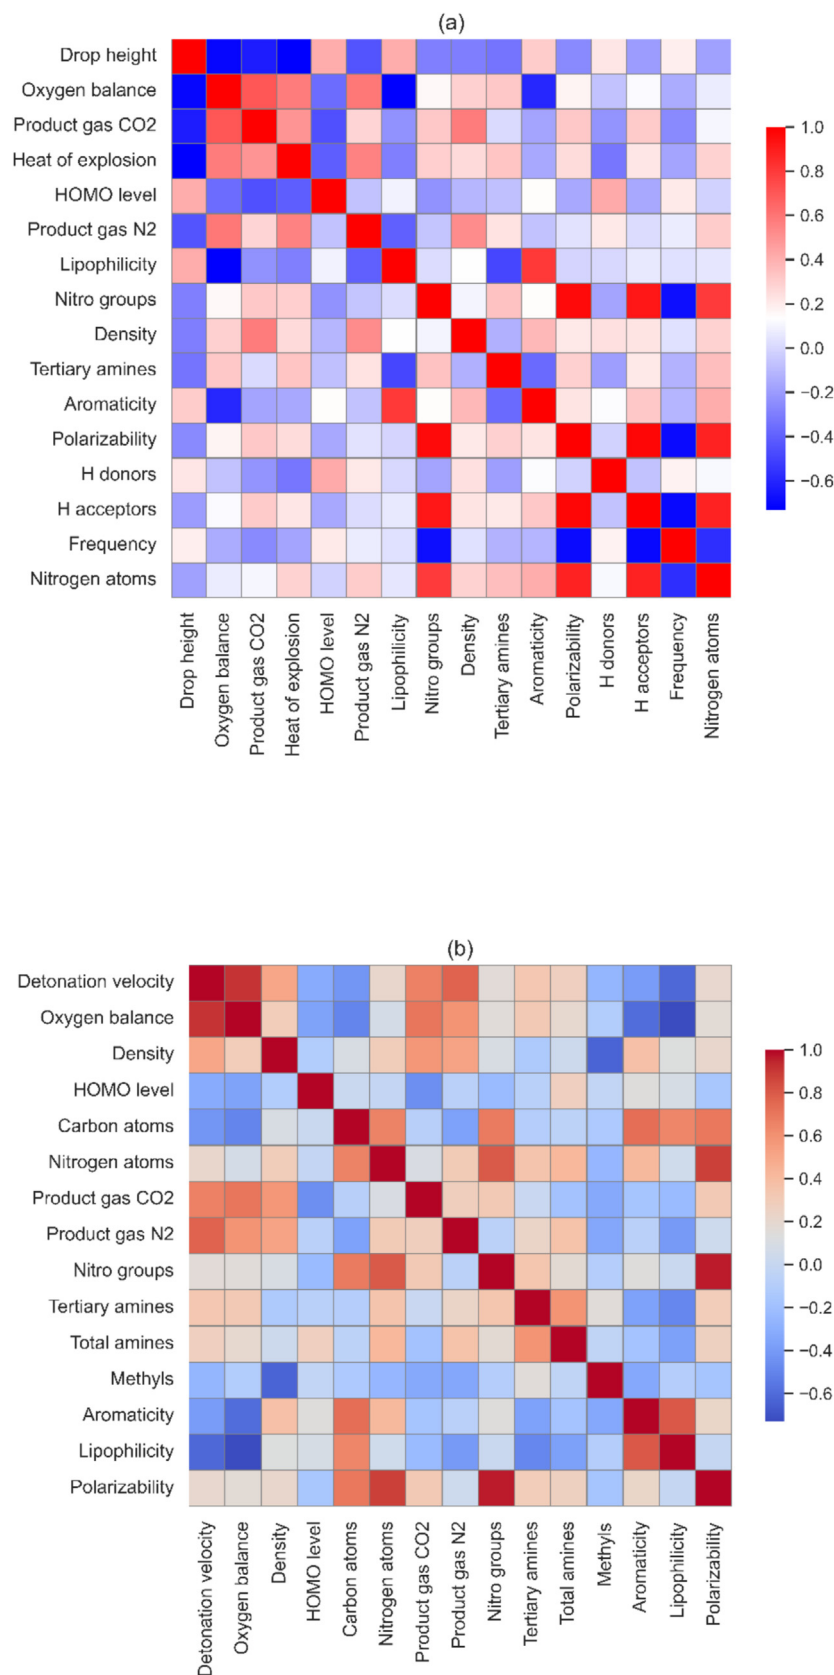 (a)
Drop height
Oxygen balance
Product gas CO2
Heat of explosion
HOMO level
Product gas N2
Lipophilicity
Nitro groups
Density
Tertiary amines
Aromaticity
Polarizability
H donors
H acceptors
Frequency
Nitrogen atoms
1.0
0.8
0.6
0.4
0.2
0.0
−0.2
−0.4
−0.6
Drop height
Oxygen balance
Product gas CO2
Heat of explosion
HOMO level
Product gas N2
Lipophilicity
Nitro groups
Density
Tertiary amines
Aromaticity
Polarizability
H donors
H acceptors
Frequency
Nitrogen atoms
(b)
Detonation velocity
Oxygen balance
Density
HOMO level
Carbon atoms
Nitrogen atoms
Product gas CO2
Product gas N2
Nitro groups
Tertiary amines
Total amines
Methyls
Aromaticity
Lipophilicity
Polarizability
1.0
0.8
0.6
0.4
0.2
0.0
−0.2
−0.4
−0.6
Detonation velocity
Oxygen balance
Density
HOMO level
Carbon atoms
Nitrogen atoms
Product gas CO2
Product gas N2
Nitro groups
Tertiary amines
Total amines
Methyls
Aromaticity
Lipophilicity
Polarizability